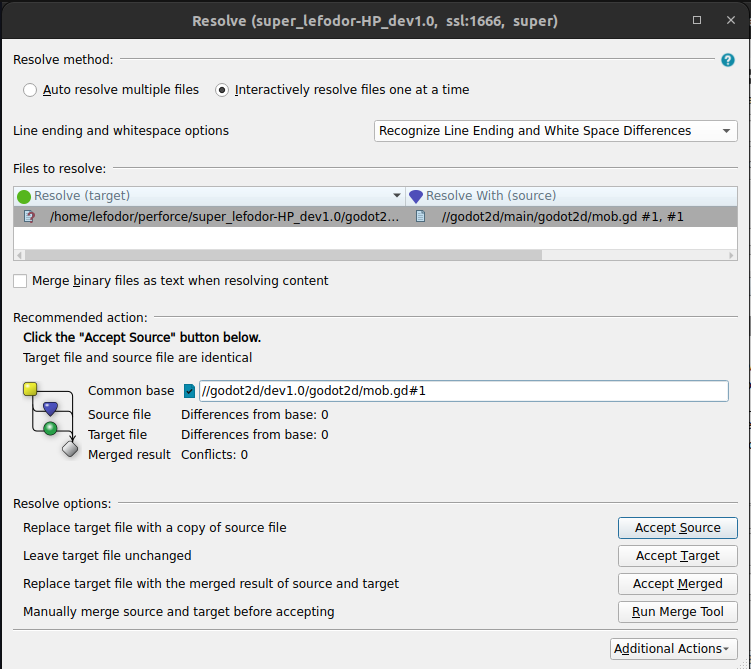 Resolve (super_lefodor-HP_dev1.0, ssl:1666, super)
Resolve method:
Auto resolve multiple files Interactively resolve files one at a time
Line ending and whitespace options Recognize Line Ending and White Space Differences
Files to resolve:
Resolve (target) Resolve With (source)
/home/lefodor/perforce/super_lefodor-HP_dev1.0/godot2... //godot2d/main/godot2d/mob.gd #1, #1
Merge binary files as text when resolving content
Recommended action:
Click the "Accept Source" button below.
Target file and source file are identical
Common base //godot2d/dev1.0/godot2d/mob.gd#1
Source file Differences from base: 0
Target file Differences from base: 0
Merged result Conflicts: 0
Resolve options:
Replace target file with a copy of source file Accept Source
Leave target file unchanged Accept Target
Replace target file with the merged result of source and target Accept Merged
Manually merge source and target before accepting Run Merge Tool
Additional Actions